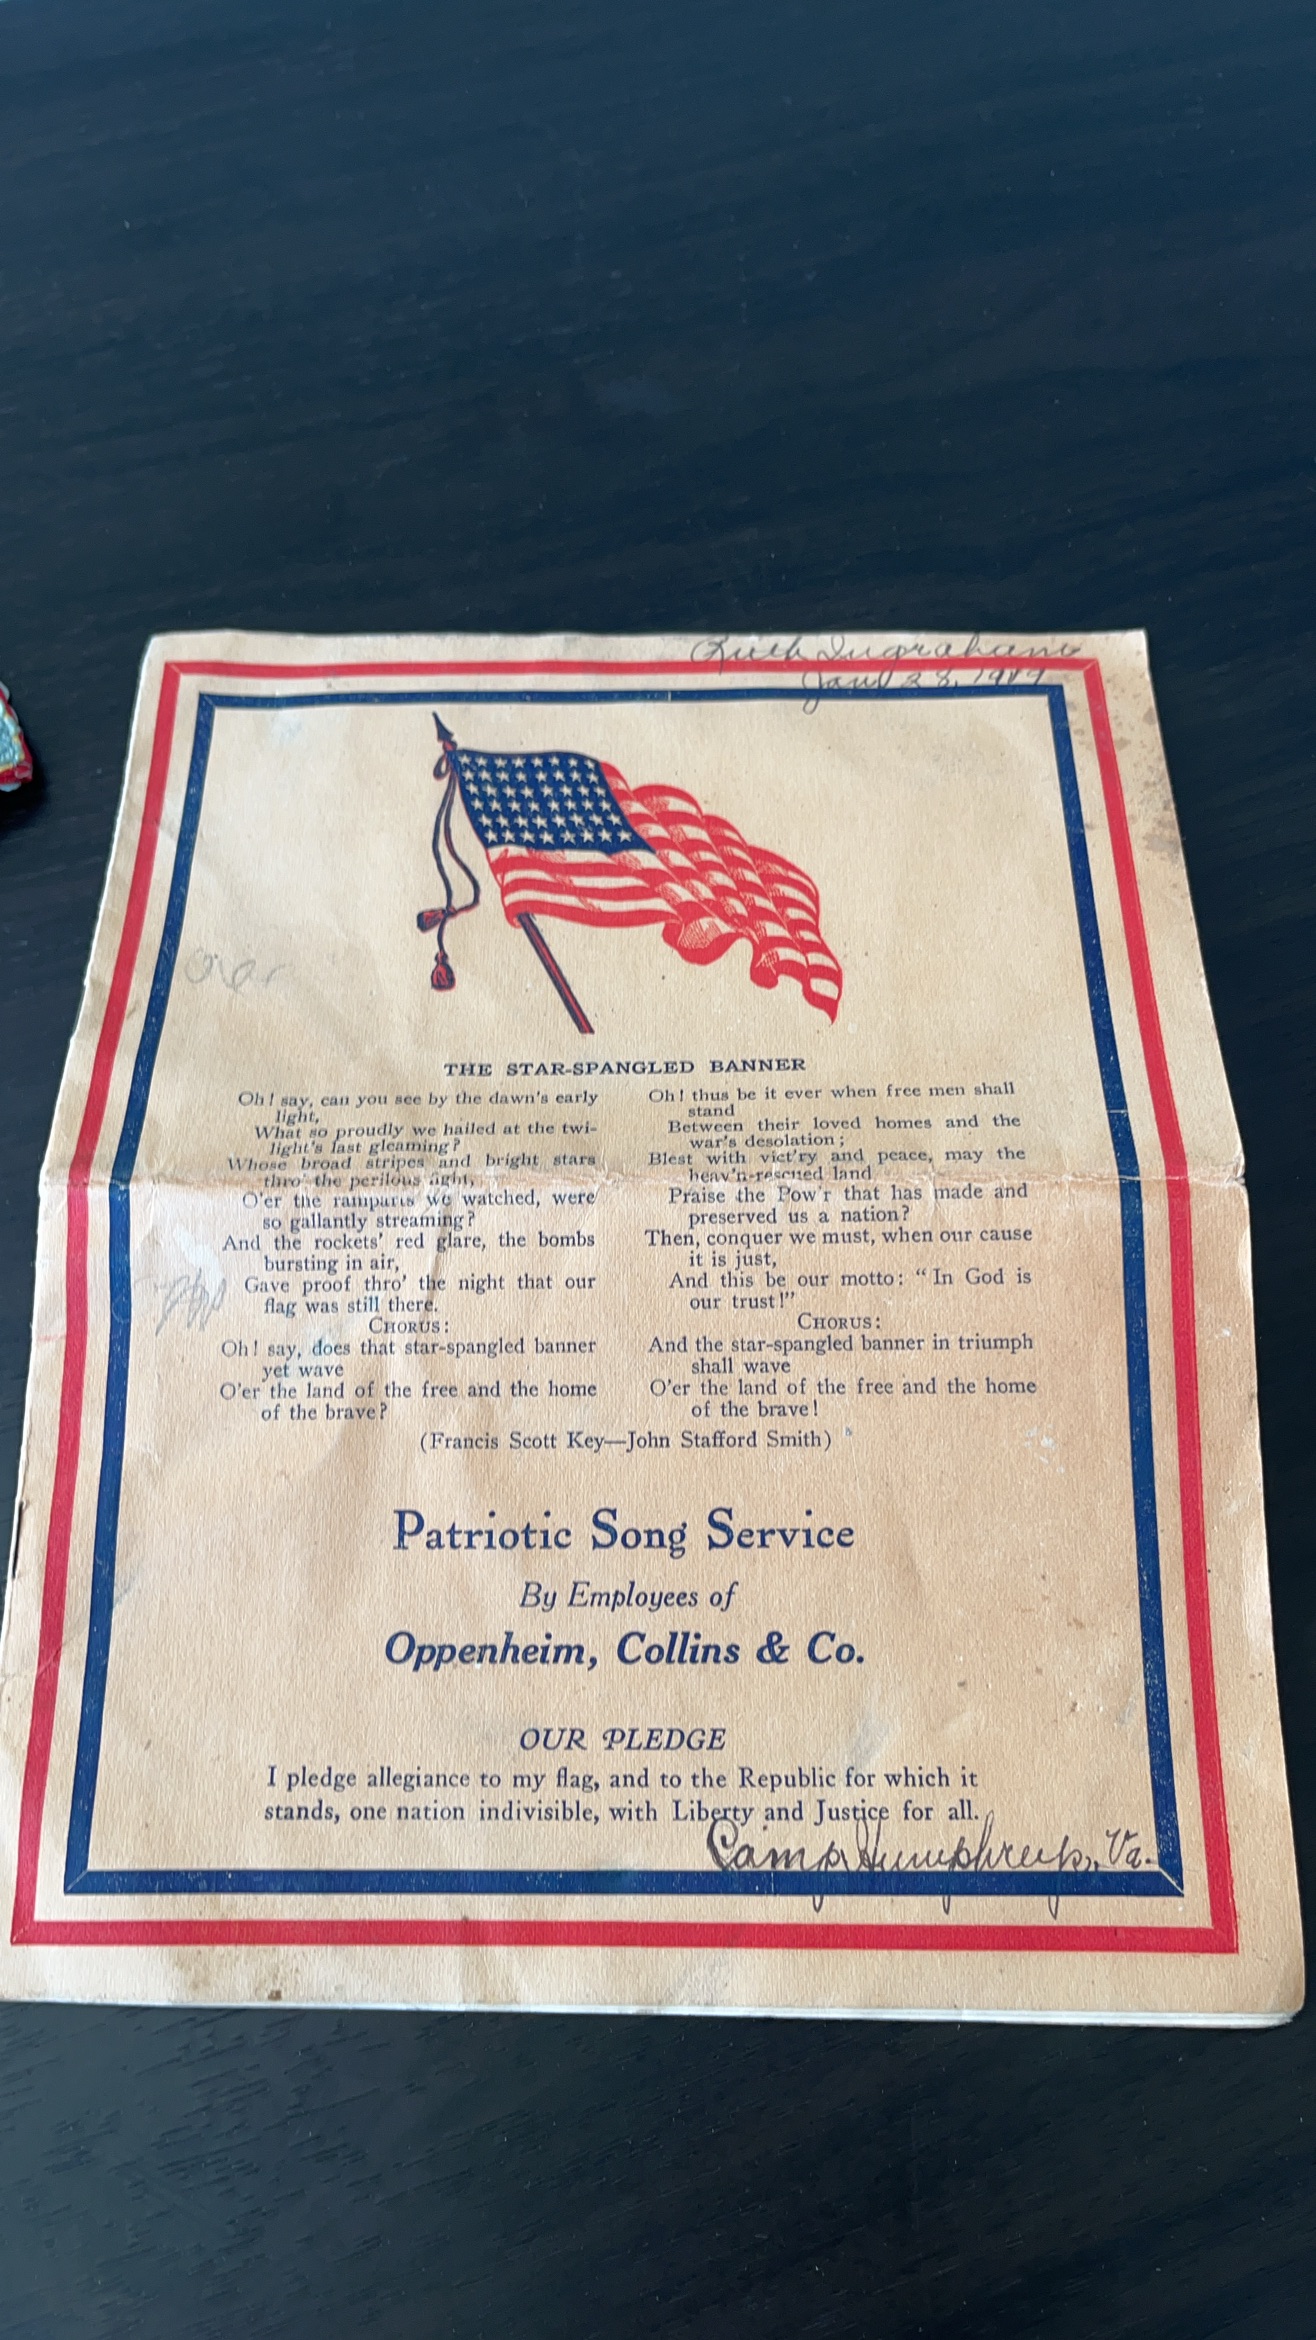 Ruth Ingraham
Jan 28, 1919
over
THE STAR-SPANGLED BANNER
Oh! say, can you see by the dawn's early
light,
What so proudly we hailed at the twi-
light's last gleaming?
Whose broad stripes and bright stars
thro' the perilous fight,
O'er the ramparts we watched, were
so gallantly streaming?
And the rockets' red glare, the bombs
bursting in air,
Gave proof thro' the night that our
flag was still there.
CHORUS:
Oh! say, does that star-spangled banner
yet wave
O'er the land of the free and the home
of the brave?
Oh! thus be it ever when free men shall
stand
Between their loved homes and the
war's desolation;
Blest with vict'ry and peace, may the
heav'n-rescued land
Praise the Pow'r that has made and
preserved us a nation?
Then, conquer we must, when our cause
it is just,
And this be our motto: "In God is
our trust!"
CHORUS:
And the star-spangled banner in triumph
shall wave
O'er the land of the free and the home
of the brave!
(Francis Scott Key—John Stafford Smith)
Patriotic Song Service
By Employees of
Oppenheim, Collins & Co.
OUR PLEDGE
I pledge allegiance to my flag, and to the Republic for which it
stands, one nation indivisible, with Liberty and Justice for all.
Camp Humphreys, Va.